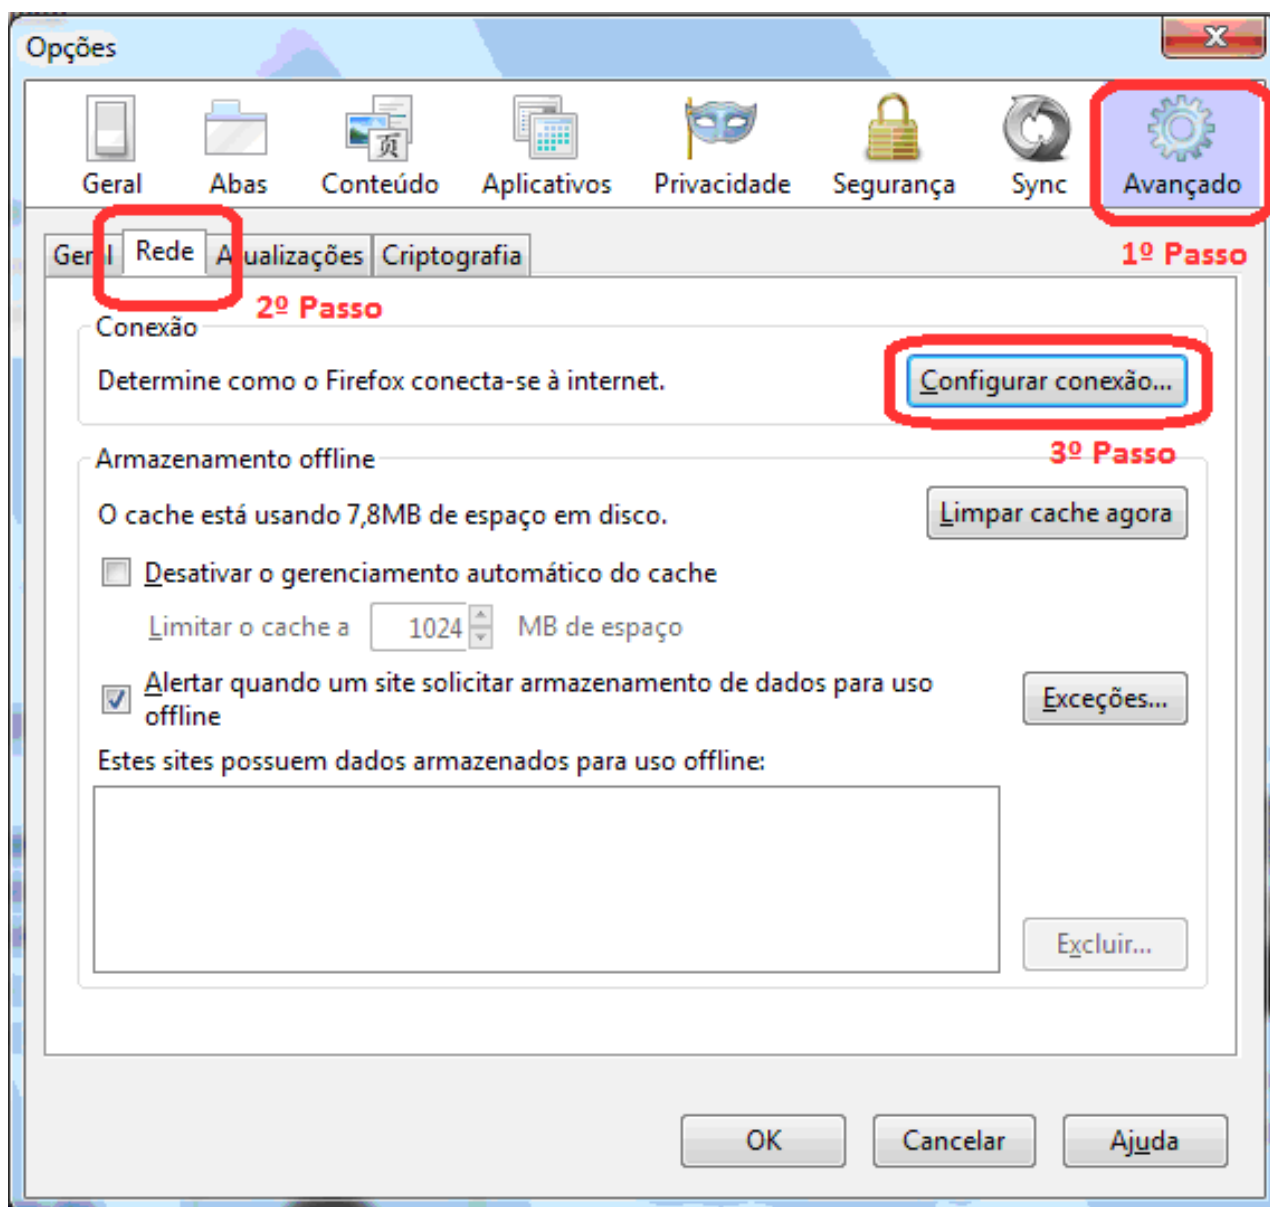 Opções
Geral Abas Conteúdo Aplicativos Privacidade Segurança Sync Avançado
Geral Rede Atualizações Criptografia
1º Passo
2º Passo
Conexão
Determine como o Firefox conecta-se à internet.
Configurar conexão...
3º Passo
Armazenamento offline
O cache está usando 7,8MB de espaço em disco.
Limpar cache agora
Desativar o gerenciamento automático do cache
Limitar o cache a 1024 MB de espaço
Alertar quando um site solicitar armazenamento de dados para uso
offline
Exceções...
Estes sites possuem dados armazenados para uso offline:
Excluir...
OK Cancelar Ajuda